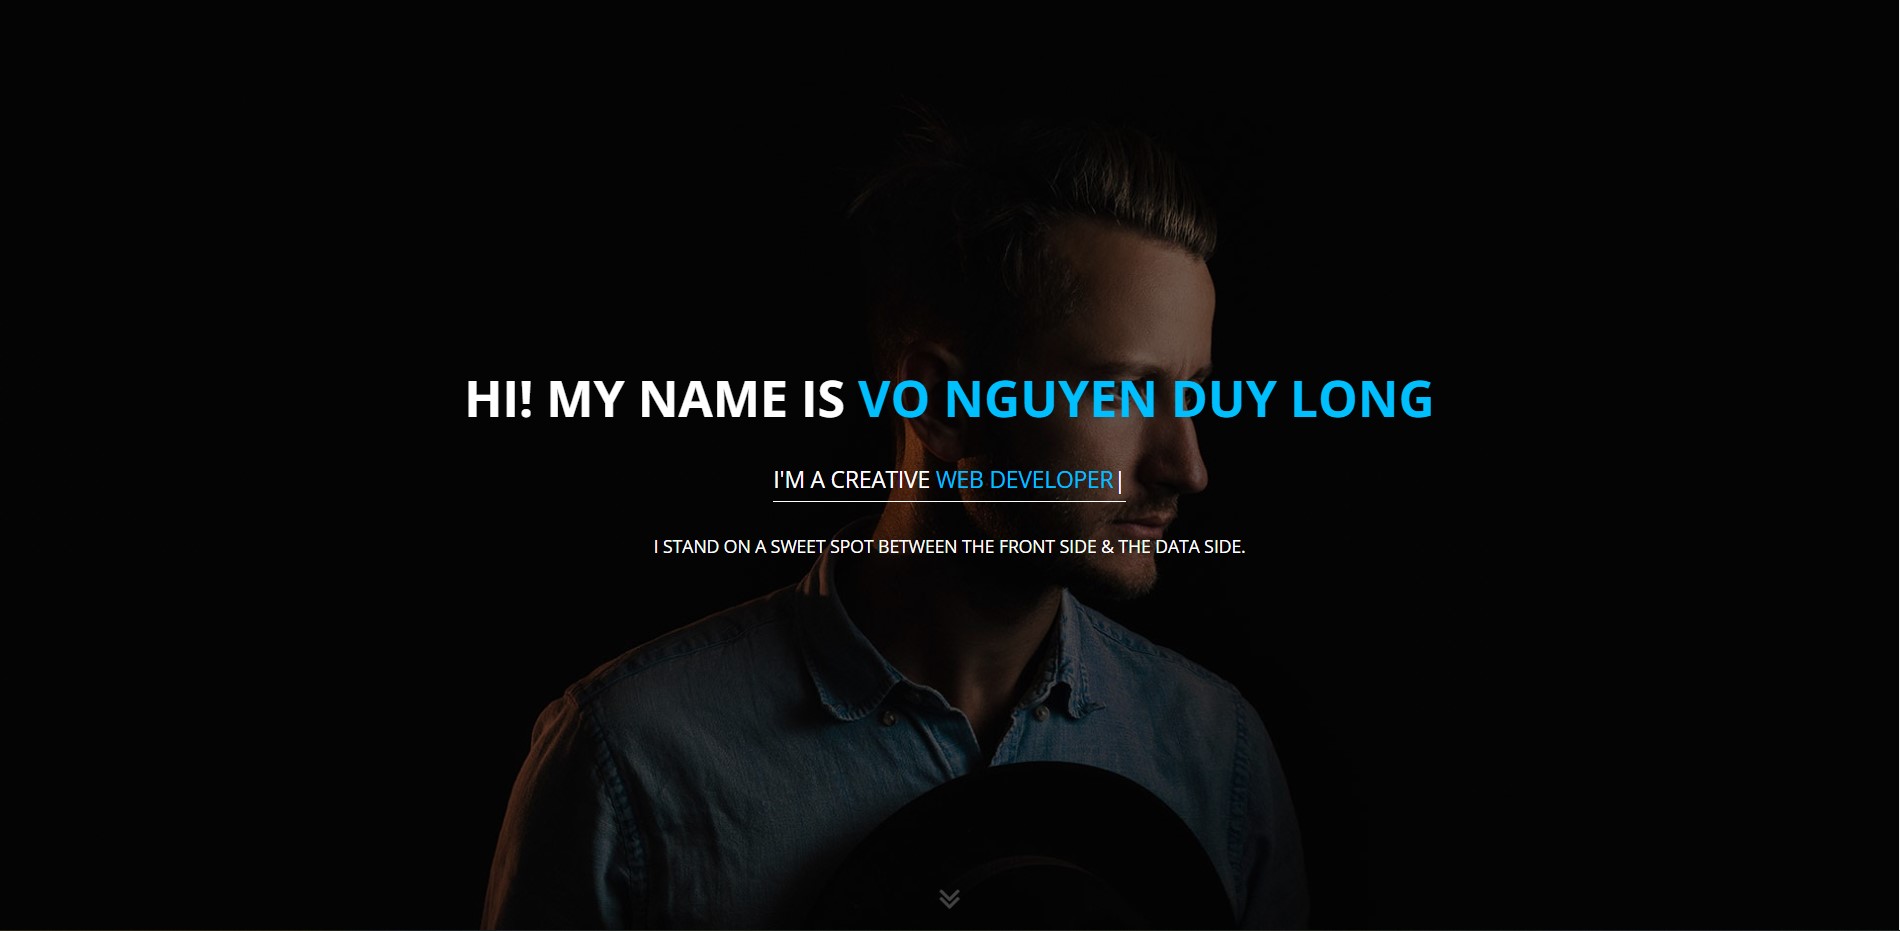 HI! MY NAME IS VO NGUYEN DUY LONG
I'M A CREATIVE WEB DEVELOPER|
I STAND ON A SWEET SPOT BETWEEN THE FRONT SIDE & THE DATA SIDE.